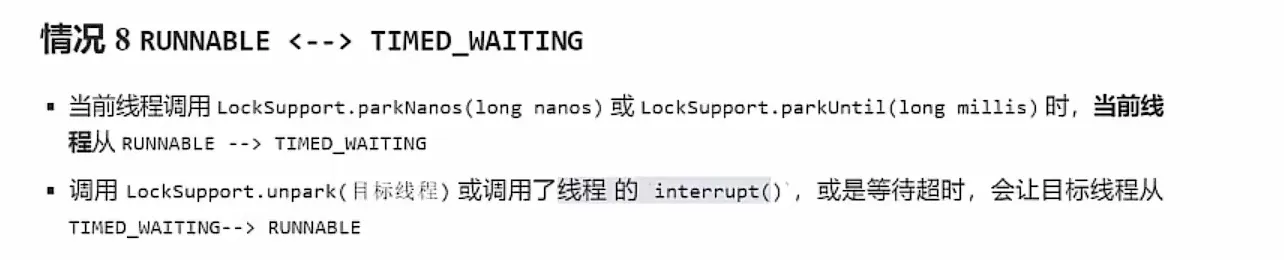 情况 8 RUNNABLE <--> TIMED_WAITING
▪ 当前线程调用 LockSupport.parkNanos(long nanos) 或 LockSupport.parkUntil(long millis) 时，当前线
程从 RUNNABLE --> TIMED_WAITING
▪ 调用 LockSupport.unpark(目标线程) 或调用了线程 的 `interrupt()` ，或是等待超时，会让目标线程从
TIMED_WAITING--> RUNNABLE